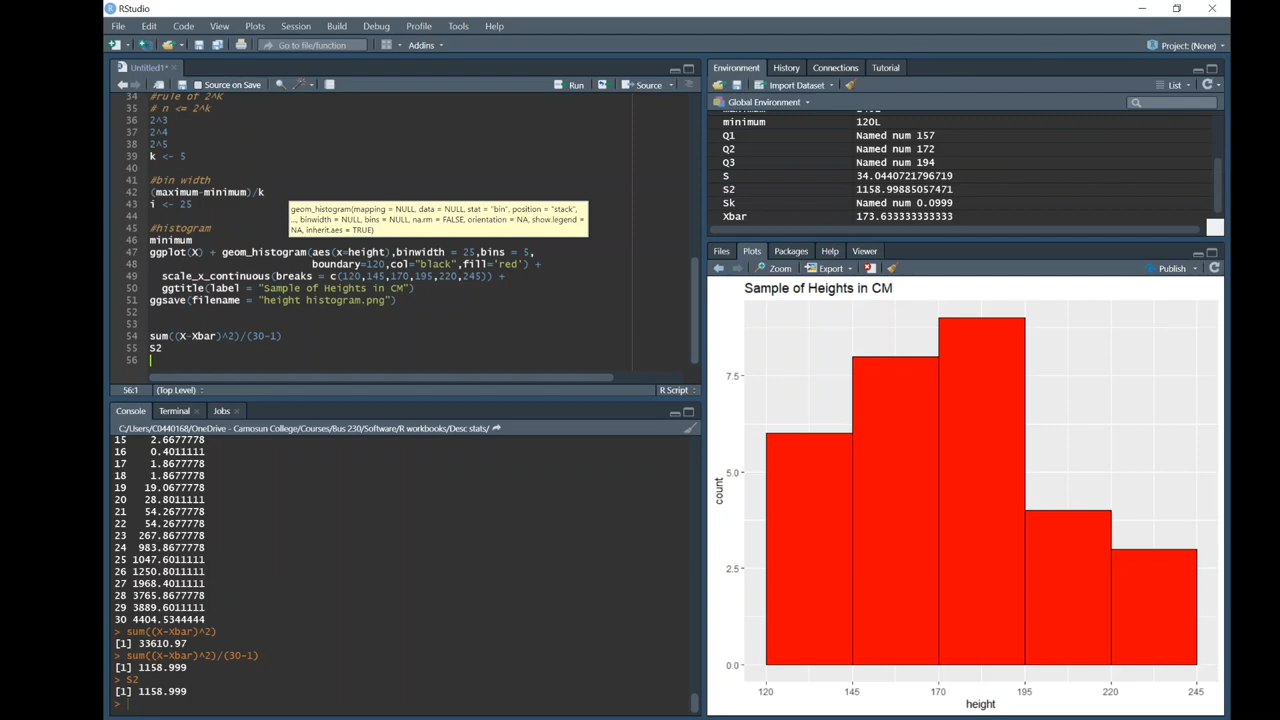 RStudio
File Edit Code View Plots Session Build Debug Profile Tools Help
Go to file/function Addins Project: (None)
Untitled1*
Source on Save Run Source
34 #rule of 2^k
35 # n <= 2^k
36 2^3
37 2^4
38 2^5
39 k <- 5
40
41 #bin width
42 (maximum-minimum)/k
43 i <- 25
44
geom_histogram(mapping = NULL, data = NULL, stat = "bin", position = "stack",
..., binwidth = NULL, bins = NULL, na.rm = FALSE, orientation = NA, show.legend =
NA, inherit.aes = TRUE)
45 #histogram
46 minimum
47 ggplot(X) + geom_histogram(aes(x=height),binwidth = 25,bins = 5,
48 boundary=120,col="black",fill='red') +
49 scale_x_continuous(breaks = c(120,145,170,195,220,245)) +
50 ggtitle(label = "Sample of Heights in CM")
51 ggsave(filename = "height histogram.png")
52
53
54 sum((X-Xbar)^2)/(30-1)
55 S2
56
56:1 (Top Level) R Script
Console Terminal Jobs
C:/Users/C0440168/OneDrive - Camosun College/Courses/Bus 230/Software/R workbooks/Desc stats/
15 2.6677778
16 0.4011111
17 1.8677778
18 1.8677778
19 19.0677778
20 28.8011111
21 54.2677778
22 54.2677778
23 267.8677778
24 983.8677778
25 1047.6011111
26 1250.8011111
27 1968.4011111
28 3765.8677778
29 3889.6011111
30 4404.5344444
> sum((X-Xbar)^2)
[1] 33610.97
> sum((X-Xbar)^2)/(30-1)
[1] 1158.999
> S2
[1] 1158.999
>
Environment History Connections Tutorial
Import Dataset List
Global Environment
minimum 120L
Q1 Named num 157
Q2 Named num 172
Q3 Named num 194
S 34.0440721796719
S2 1158.99885057471
Sk Named num 0.0999
Xbar 173.633333333333
Files Plots Packages Help Viewer
Zoom Export Publish
Sample of Heights in CM
7.5
5.0
2.5
0.0
count
120 145 170 195 220 245
height